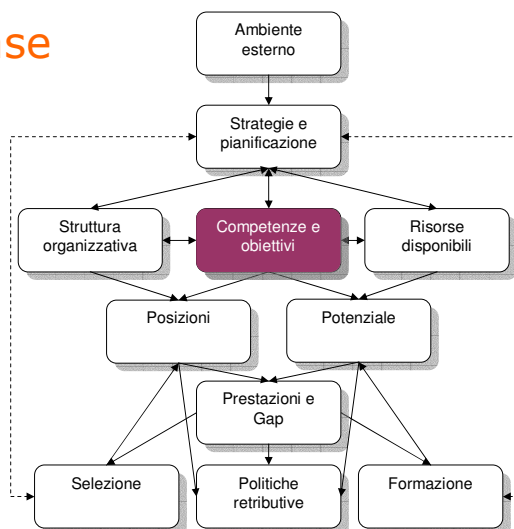 se
Ambiente
esterno
Strategie e
pianificazione
Struttura
organizzativa
Competenze e
obiettivi
Risorse
disponibili
Posizioni
Potenziale
Prestazioni e
Gap
Selezione
Politiche
retributive
Formazione